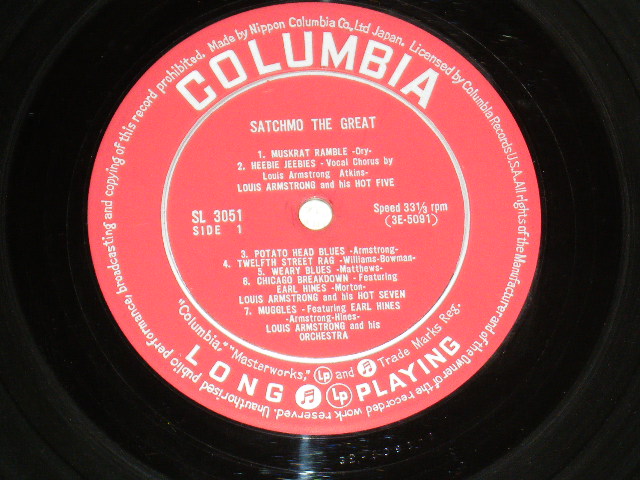 Unauthorised public performance, broadcasting and copying of this record prohibited. Made by Nippon Columbia Co., Ltd Japan. Licensed by Columbia Records U.S.A. All rights of the Manufacturer and of the Owner of the recorded work reserved.
COLUMBIA
SATCHMO THE GREAT
1. MUSKRAT RAMBLE -Ory-
2. HEEBIE JEEBIES -Vocal Chorus by
Louis Armstrong Atkins-
LOUIS ARMSTRONG and his HOT FIVE
SL 3051
SIDE 1
Speed 33⅓ rpm
(3E-5091)
3. POTATO HEAD BLUES -Armstrong-
4. TWELFTH STREET RAG -Williams-Bowman-
5. WEARY BLUES -Matthews-
6. CHICAGO BREAKDOWN - Featuring
EARL HINES -Morton-
LOUIS ARMSTRONG and his HOT SEVEN
7. MUGGLES -Featuring EARL HINES
-Armstrong-Hines-
LOUIS ARMSTRONG and his
ORCHESTRA
"Columbia," "Masterworks," Lp and Trade Marks Reg.
LONG Lp PLAYING